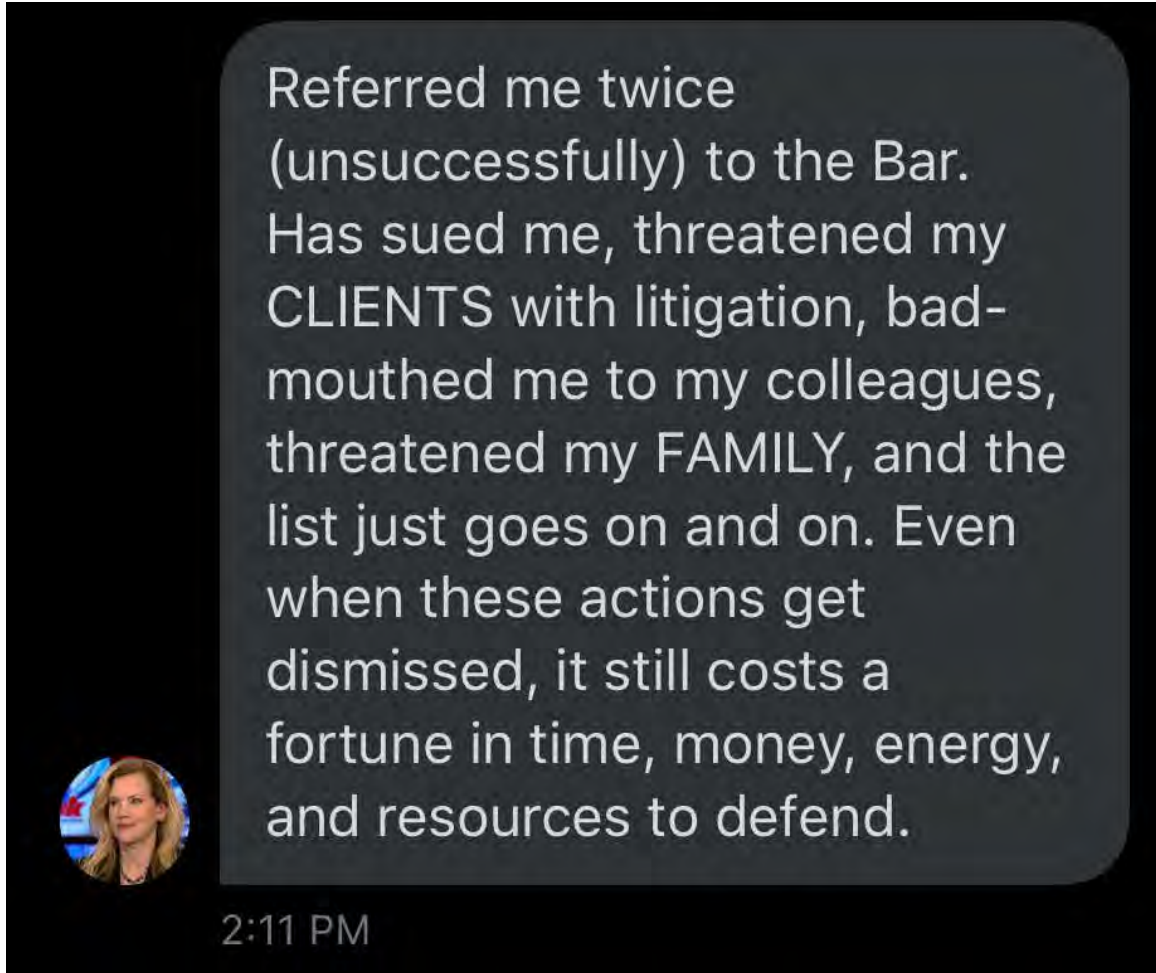 Referred me twice
(unsuccessfully) to the Bar.
Has sued me, threatened my
CLIENTS with litigation, bad-
mouthed me to my colleagues,
threatened my FAMILY, and the
list just goes on and on. Even
when these actions get
dismissed, it still costs a
fortune in time, money, energy,
and resources to defend.
2:11 PM